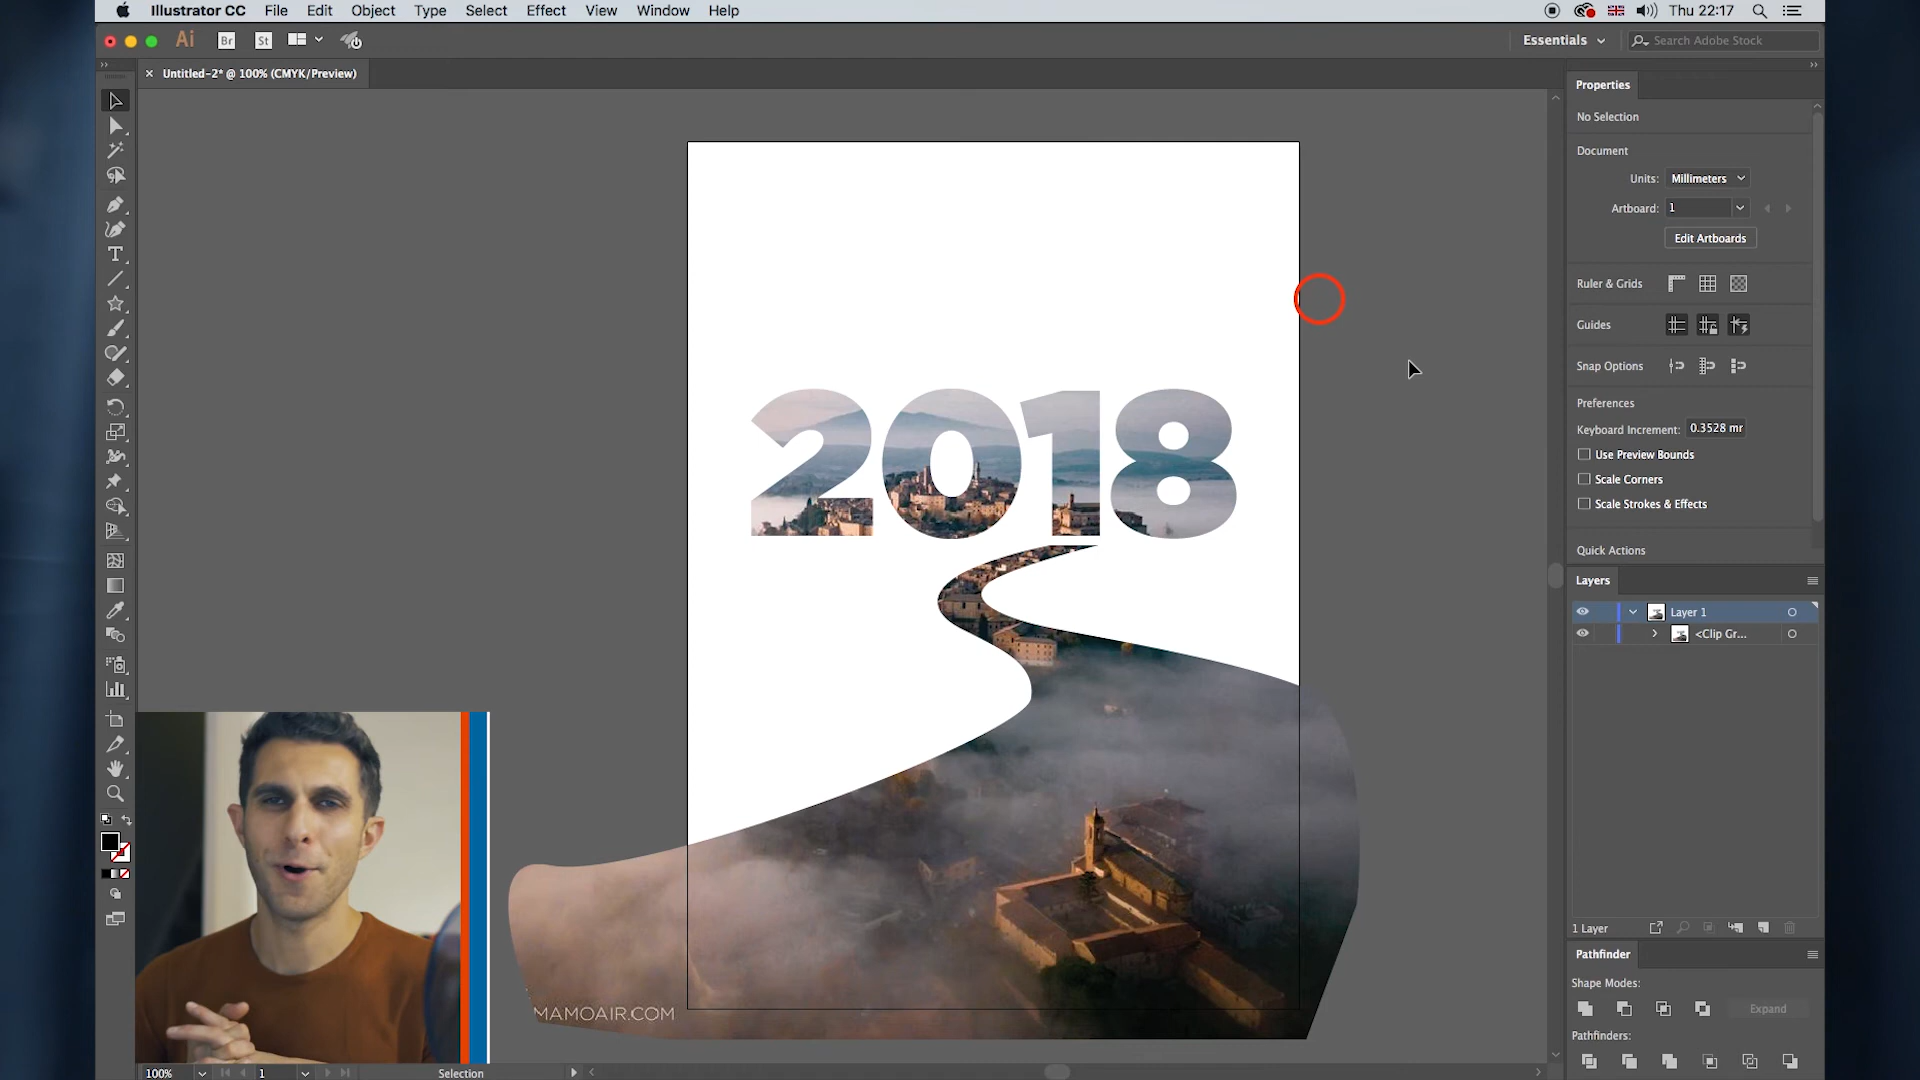 Illustrator CC File Edit Object Type Select Effect View Window Help Thu 22:17
Ai Br St Essentials Search Adobe Stock
Untitled-2* @ 100% (CMYK/Preview)
Properties
No Selection
Document
Units: Millimeters
Artboard: 1
Edit Artboards
Ruler & Grids
Guides
Snap Options
Preferences
Keyboard Increment: 0.3528 mr
Use Preview Bounds
Scale Corners
Scale Strokes & Effects
Quick Actions
2018
Layers
Layer 1
<Clip Gr...
1 Layer
Pathfinder
Shape Modes:
Expand
Pathfinders:
MAMOAIR.COM
100% 1 Selection